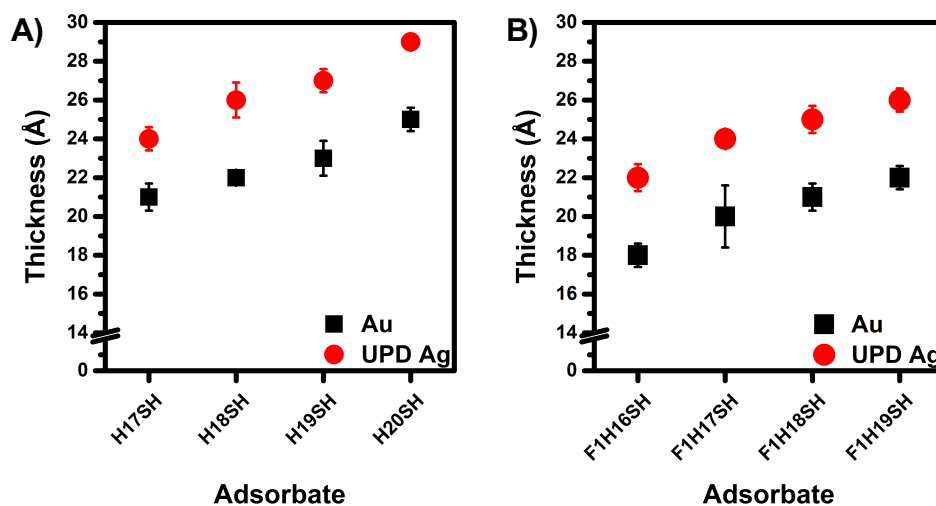 A)
Thickness (Å)
30
28
26
24
22
20
18
16
14
0
Au
UPD Ag
H17SH
H18SH
H19SH
H20SH
Adsorbate
B)
Thickness (Å)
30
28
26
24
22
20
18
16
14
0
Au
UPD Ag
F1H16SH
F1H17SH
F1H18SH
F1H19SH
Adsorbate